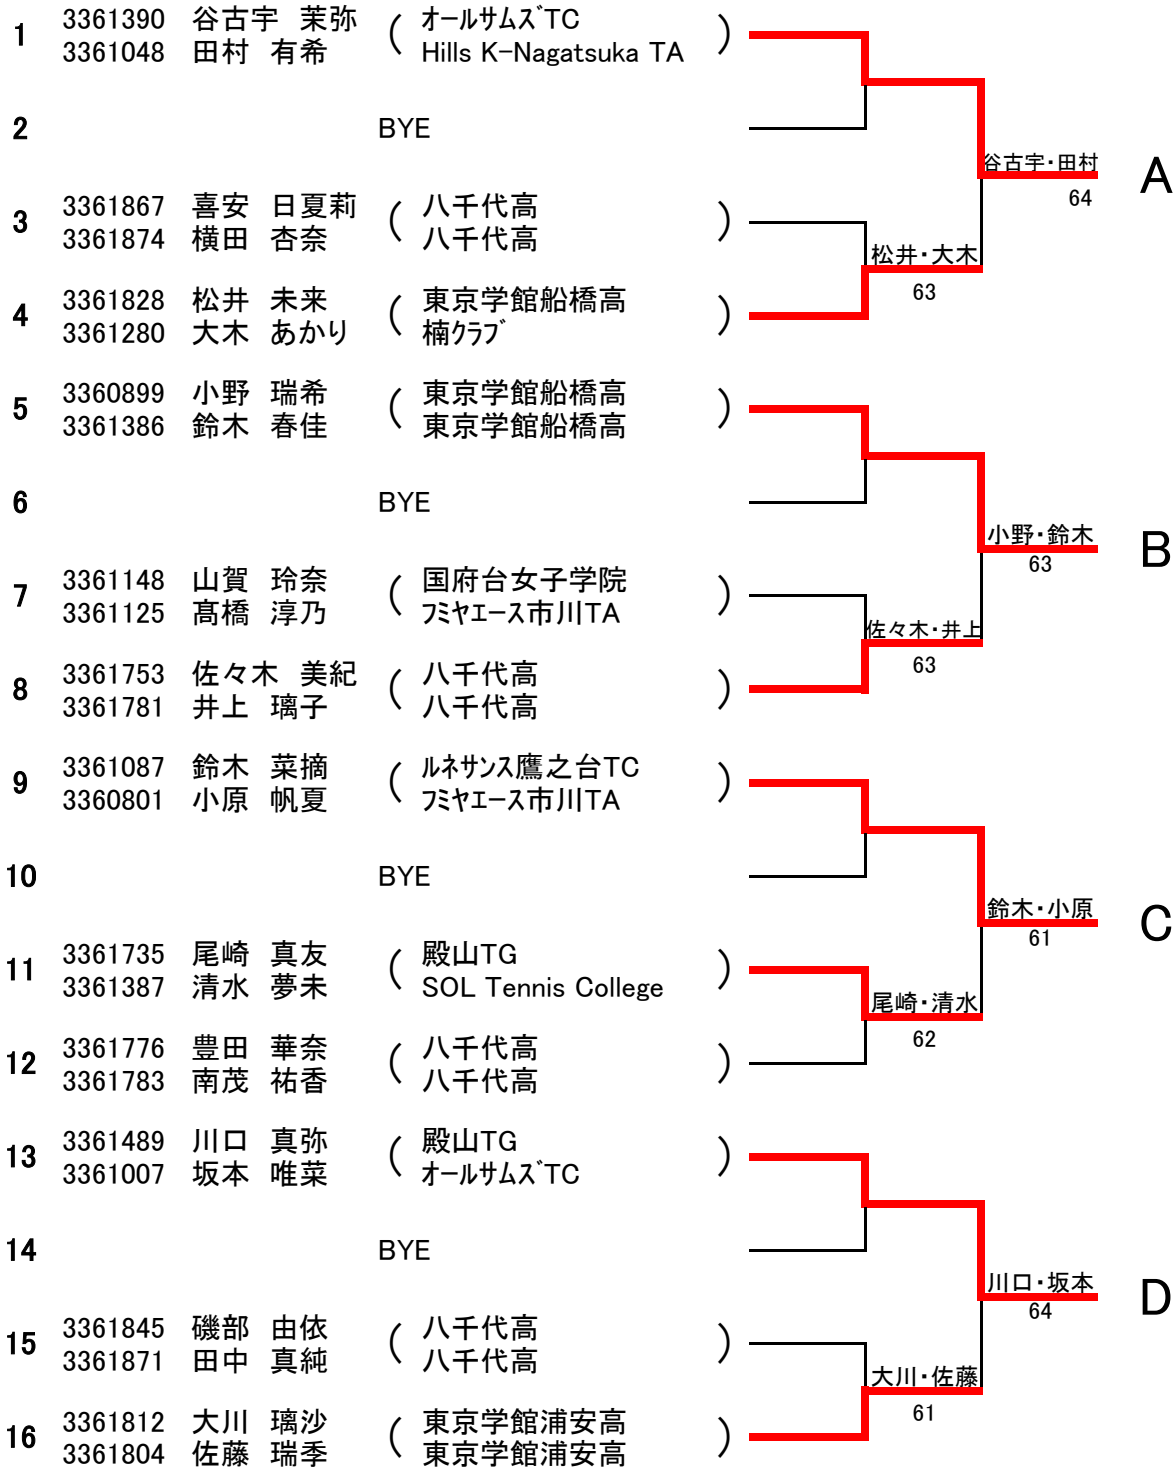 1 3361390 谷古宇 茉弥 ( オールサムズTC )
3361048 田村 有希 Hills K-Nagatsuka TA
2 BYE
谷古宇・田村 A
64
3 3361867 喜安 日夏莉 ( 八千代高 )
3361874 横田 杏奈 八千代高
松井・大木
63
4 3361828 松井 未来 ( 東京学館船橋高 )
3361280 大木 あかり 楠クラブ
5 3360899 小野 瑞希 ( 東京学館船橋高 )
3361386 鈴木 春佳 東京学館船橋高
6 BYE
小野・鈴木 B
63
7 3361148 山賀 玲奈 ( 国府台女子学院 )
3361125 髙橋 淳乃 フミヤエース市川TA
佐々木・井上
63
8 3361753 佐々木 美紀 ( 八千代高 )
3361781 井上 璃子 八千代高
9 3361087 鈴木 菜摘 ( ルネサンス鷹之台TC )
3360801 小原 帆夏 フミヤエース市川TA
10 BYE
鈴木・小原 C
61
11 3361735 尾崎 真友 ( 殿山TG )
3361387 清水 夢未 SOL Tennis College
尾崎・清水
62
12 3361776 豊田 華奈 ( 八千代高 )
3361783 南茂 祐香 八千代高
13 3361489 川口 真弥 ( 殿山TG )
3361007 坂本 唯菜 オールサムズTC
14 BYE
川口・坂本 D
64
15 3361845 磯部 由依 ( 八千代高 )
3361871 田中 真純 八千代高
大川・佐藤
61
16 3361812 大川 璃沙 ( 東京学館浦安高 )
3361804 佐藤 瑞季 東京学館浦安高